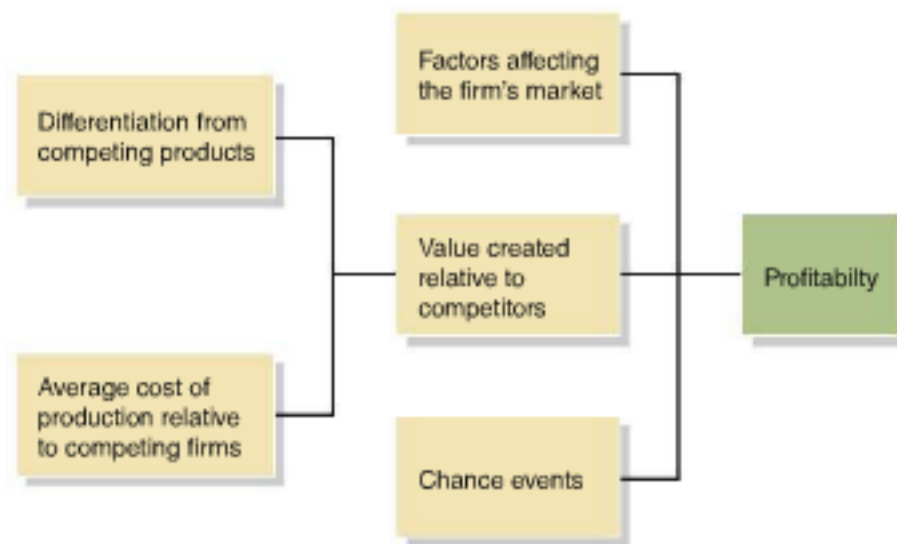 Factors affecting
the firm's market
Differentiation from
competing products
Value created
relative to
competitors
Profitabilty
Average cost of
production relative
to competing firms
Chance events